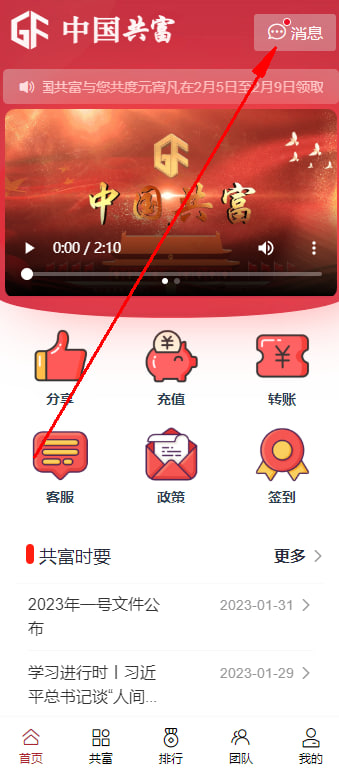 GF 中国共富
消息
国共富与您共度元宵凡在2月5日至2月9日领取
GF
中国共富
0:00 / 2:10
分享 充值 转账
客服 政策 签到
共富时要 更多
2023年一号文件公 2023-01-31
布
学习进行时丨习近 2023-01-29
平总书记谈“人间...
首页 共富 排行 团队 我的